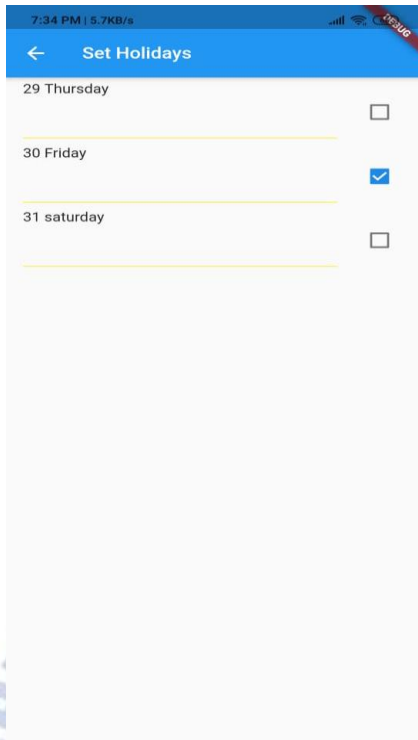 7:34 PM | 5.7KB/s
DEBUG
Set Holidays
29 Thursday
30 Friday
31 saturday